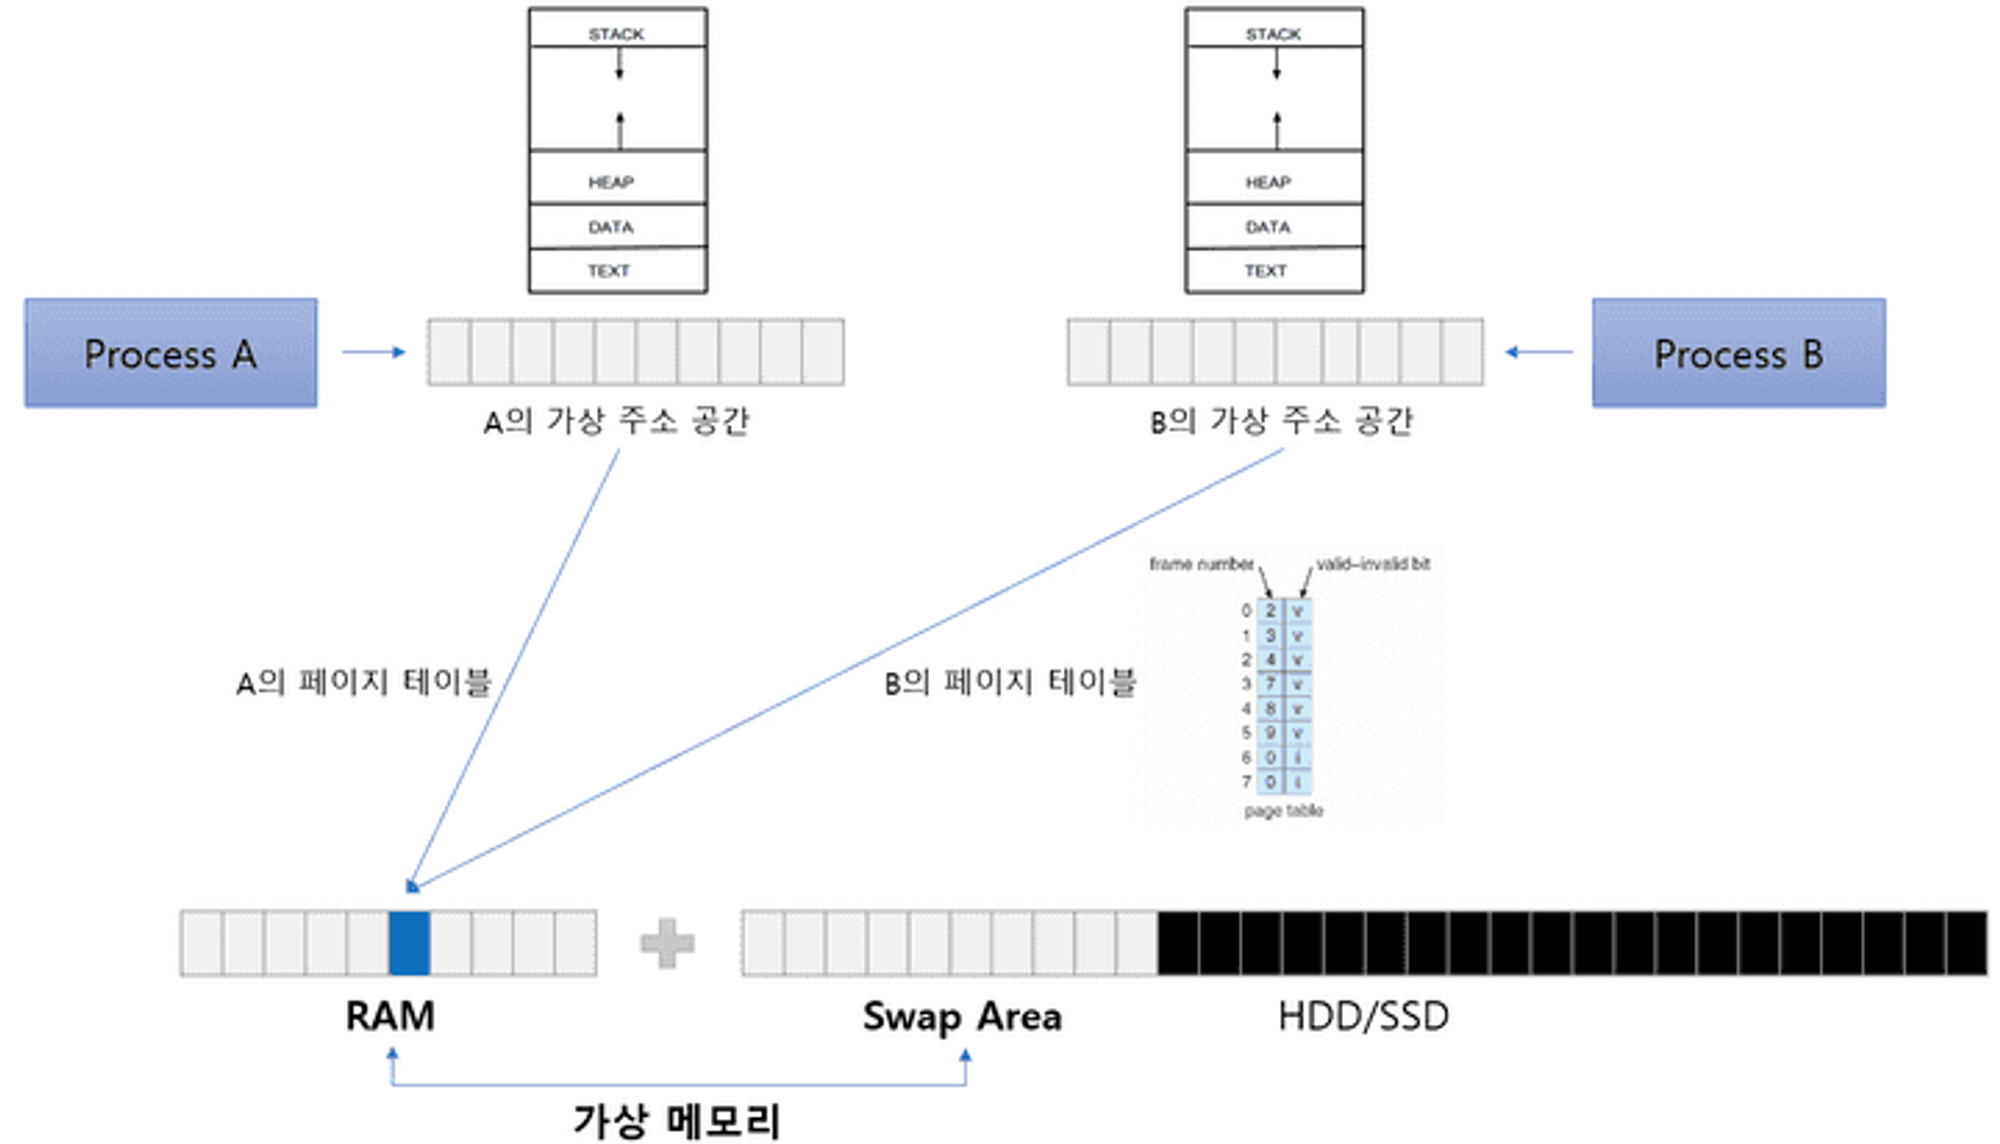 STACK
HEAP
DATA
TEXT
STACK
HEAP
DATA
TEXT
Process A
Process B
A의 가상 주소 공간
B의 가상 주소 공간
A의 페이지 테이블
B의 페이지 테이블
frame number
valid–invalid bit
0 2 v
1 3 v
2 4 v
3 7 v
4 8 v
5 9 v
6 0 i
7 0 i
page table
RAM
Swap Area
HDD/SSD
가상 메모리